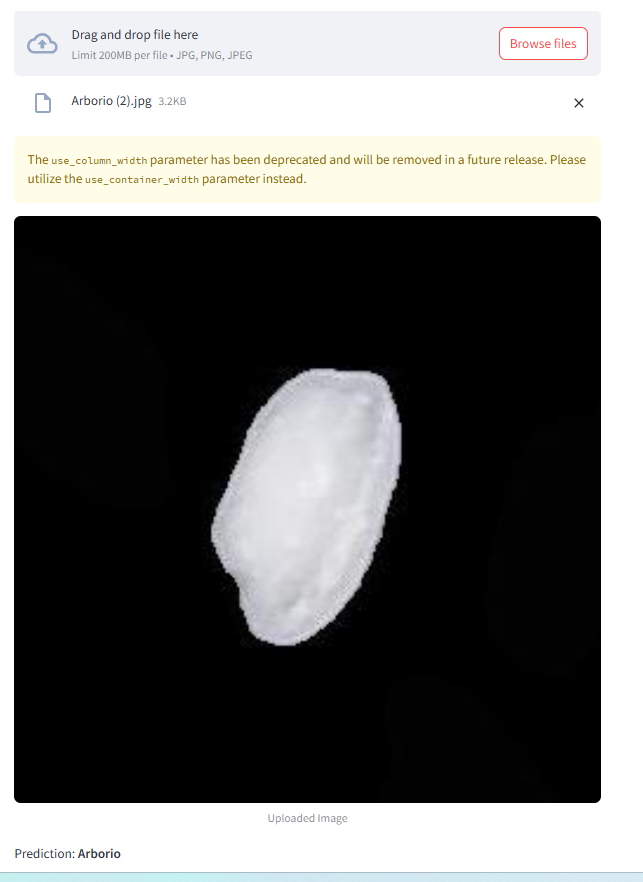 Drag and drop file here
Limit 200MB per file • JPG, PNG, JPEG
Browse files
Arborio (2).jpg 3.2KB
The use_column_width parameter has been deprecated and will be removed in a future release. Please
utilize the use_container_width parameter instead.
Uploaded Image
Prediction: Arborio